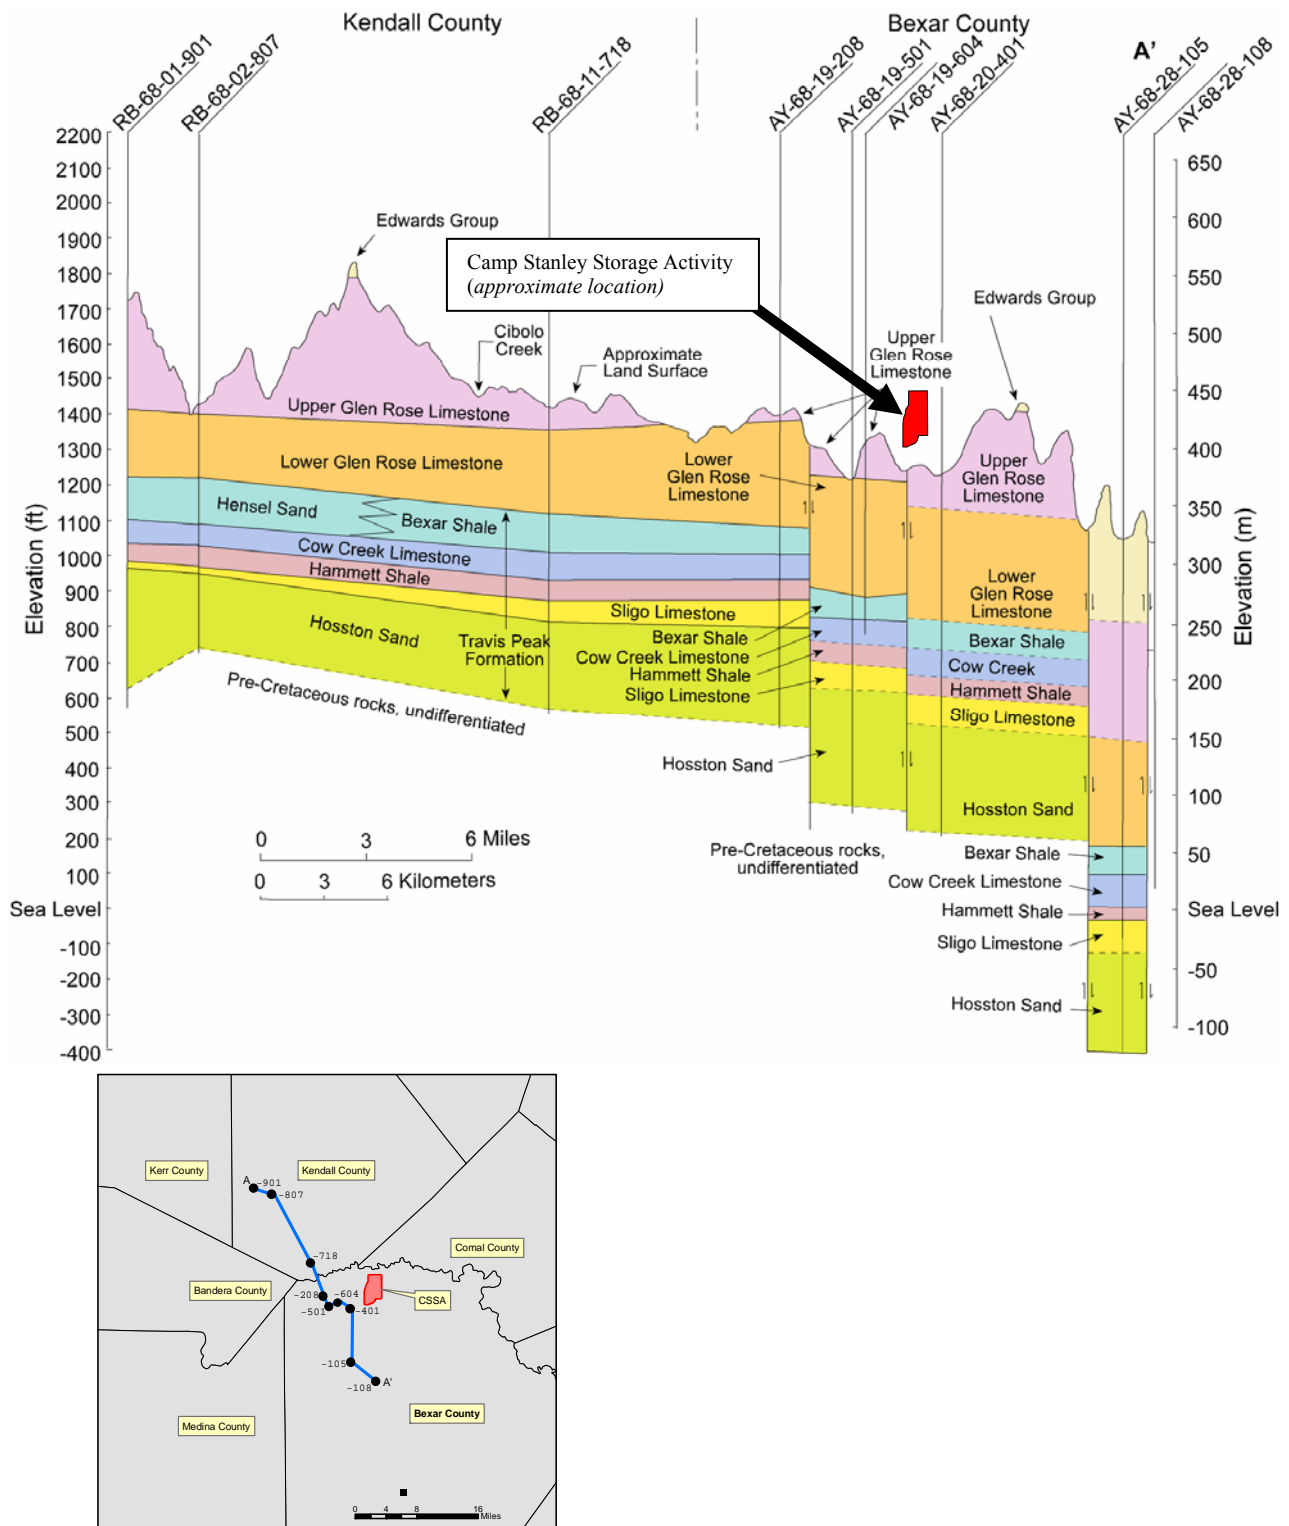 Kendall County
Bexar County
A'
RB-68-01-901
RB-68-02-807
RB-68-11-718
AY-68-19-208
AY-68-19-501
AY-68-19-604
AY-68-20-401
AY-68-28-105
AY-68-28-108
2200
2100
2000
1900
1800
1700
1600
1500
1400
1300
1200
1100
1000
900
800
700
600
500
400
300
200
100
Sea Level
-100
-200
-300
-400
Elevation (ft)
650
600
550
500
450
400
350
300
250
200
150
100
50
Sea Level
-50
-100
Elevation (m)
Edwards Group
Camp Stanley Storage Activity
(approximate location)
Edwards Group
Cibolo
Creek
Approximate
Land Surface
Upper
Glen Rose
Limestone
Upper Glen Rose Limestone
Lower Glen Rose Limestone
Lower
Glen Rose
Limestone
Upper
Glen Rose
Limestone
Hensel Sand
Bexar Shale
Cow Creek Limestone
Hammett Shale
Sligo Limestone
Hosston Sand
Travis Peak
Formation
Bexar Shale
Cow Creek Limestone
Hammett Shale
Sligo Limestone
Lower
Glen Rose
Limestone
Bexar Shale
Cow Creek
Hammett Shale
Sligo Limestone
Pre-Cretaceous rocks, undifferentiated
Hosston Sand
Hosston Sand
0 3 6 Miles
0 3 6 Kilometers
Pre-Cretaceous rocks,
undifferentiated
Bexar Shale
Cow Creek Limestone
Hammett Shale
Sligo Limestone
Hosston Sand
Kerr County
Kendall County
A
-901
-807
-718
Comal County
Bandera County
-208
-604
-501
-401
CSSA
-105
-108
A'
Bexar County
Medina County
0 4 8 16
Miles